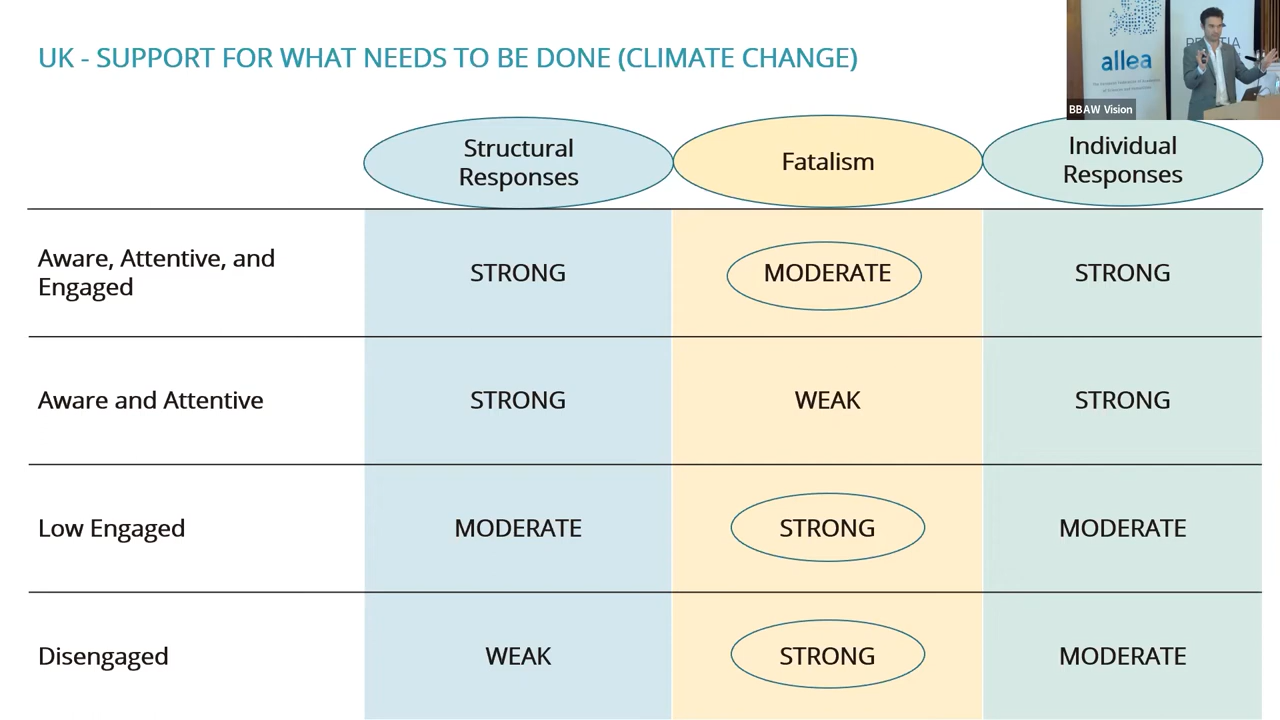 UK - SUPPORT FOR WHAT NEEDS TO BE DONE (CLIMATE CHANGE)
allea
BBAW Vision
Structural
Responses
Fatalism
Individual
Responses
Aware, Attentive, and
Engaged
STRONG
MODERATE
STRONG
Aware and Attentive
STRONG
WEAK
STRONG
Low Engaged
MODERATE
STRONG
MODERATE
Disengaged
WEAK
STRONG
MODERATE